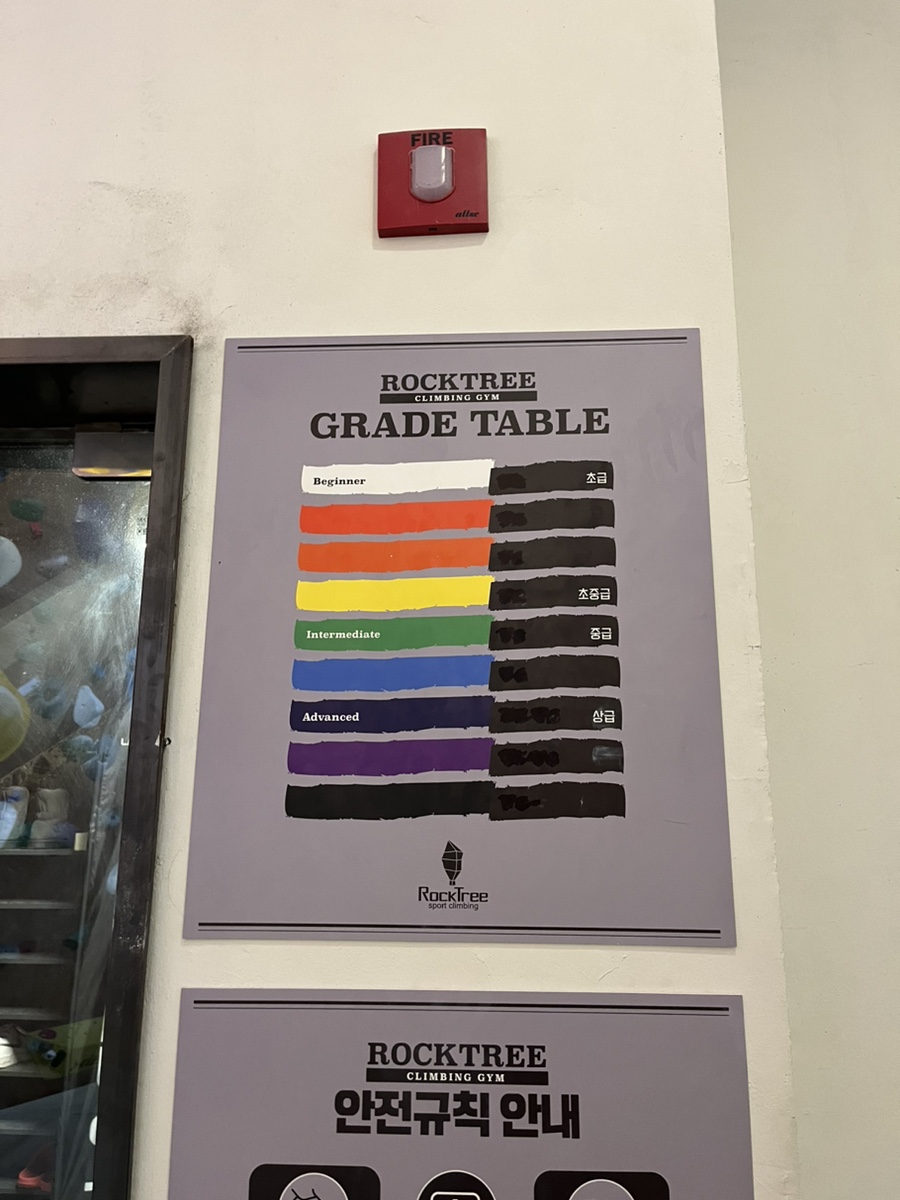 FIRE
ROCKTREE
CLIMBING GYM
GRADE TABLE
Beginner 초급
초중급
Intermediate 중급
Advanced 상급
RockTree
sport climbing
ROCKTREE
CLIMBING GYM
안전규칙 안내